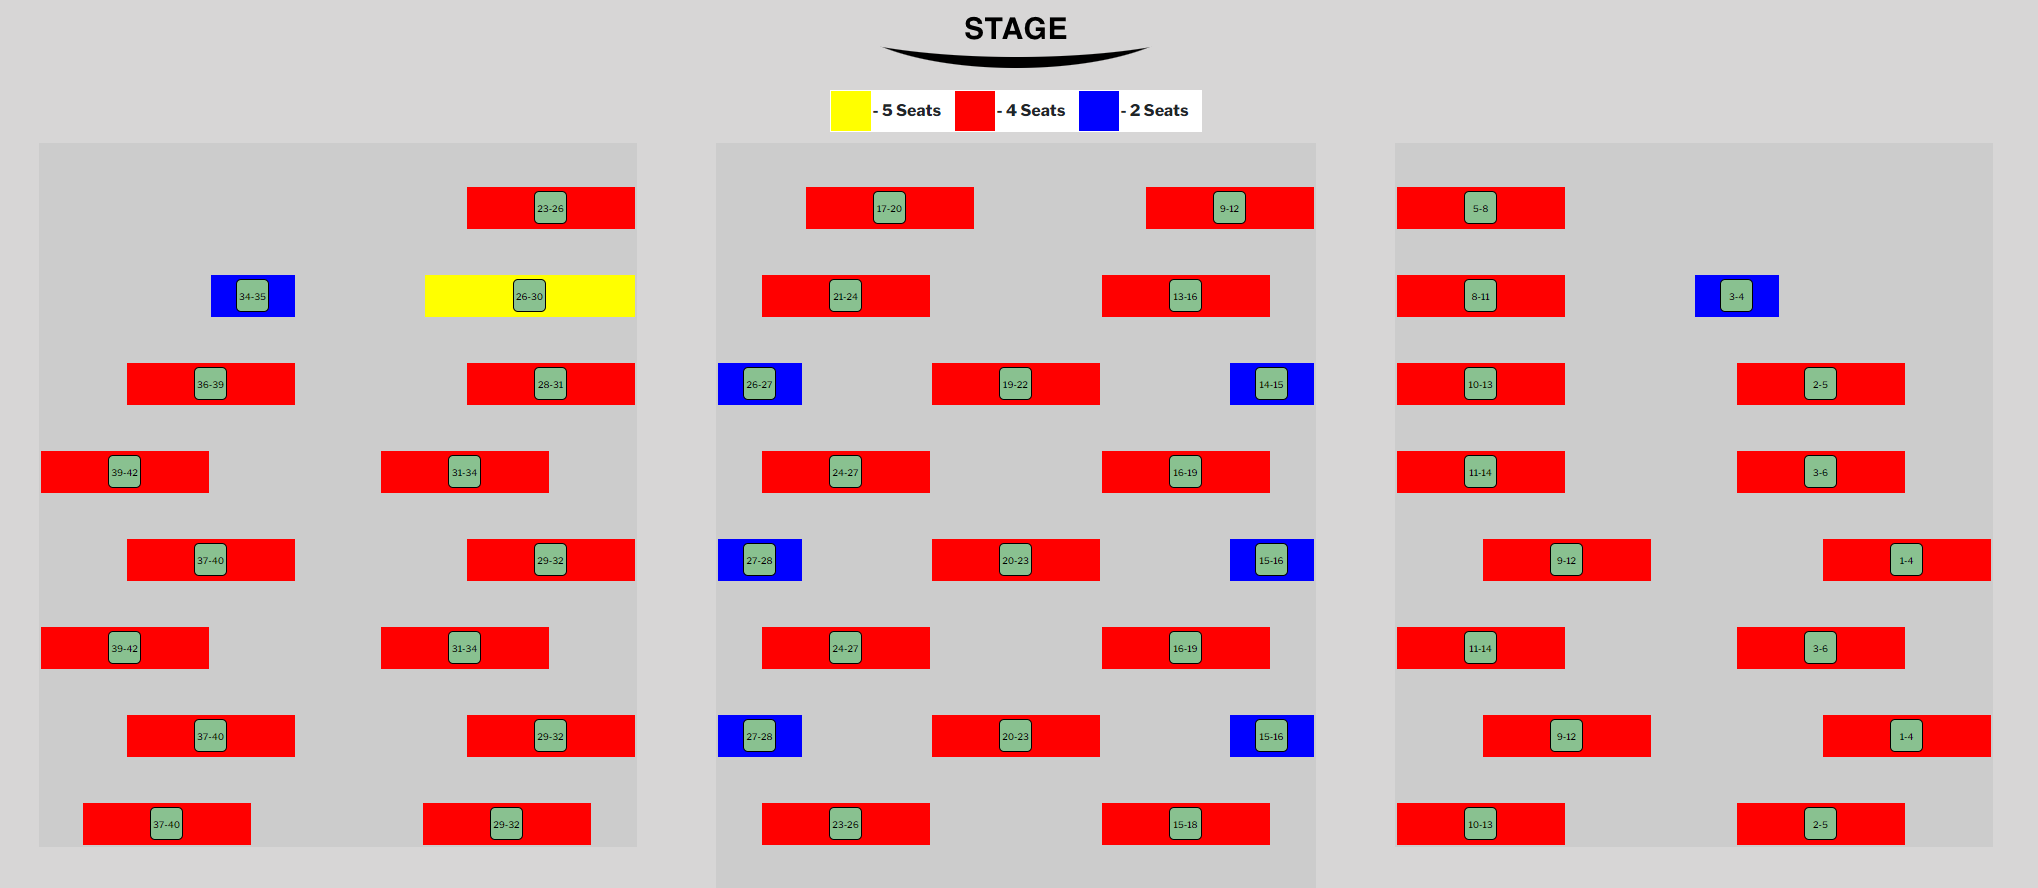 STAGE
- 5 Seats - 4 Seats - 2 Seats
23-26 17-20 9-12 5-8
34-35 26-30 21-24 13-16 8-11 3-4
36-39 28-31 26-27 19-22 14-15 10-13 2-5
39-42 31-34 24-27 16-19 11-14 3-6
37-40 29-32 27-28 20-23 15-16 9-12 1-4
39-42 31-34 24-27 16-19 11-14 3-6
37-40 29-32 27-28 20-23 15-16 9-12 1-4
37-40 29-32 23-26 15-18 10-13 2-5